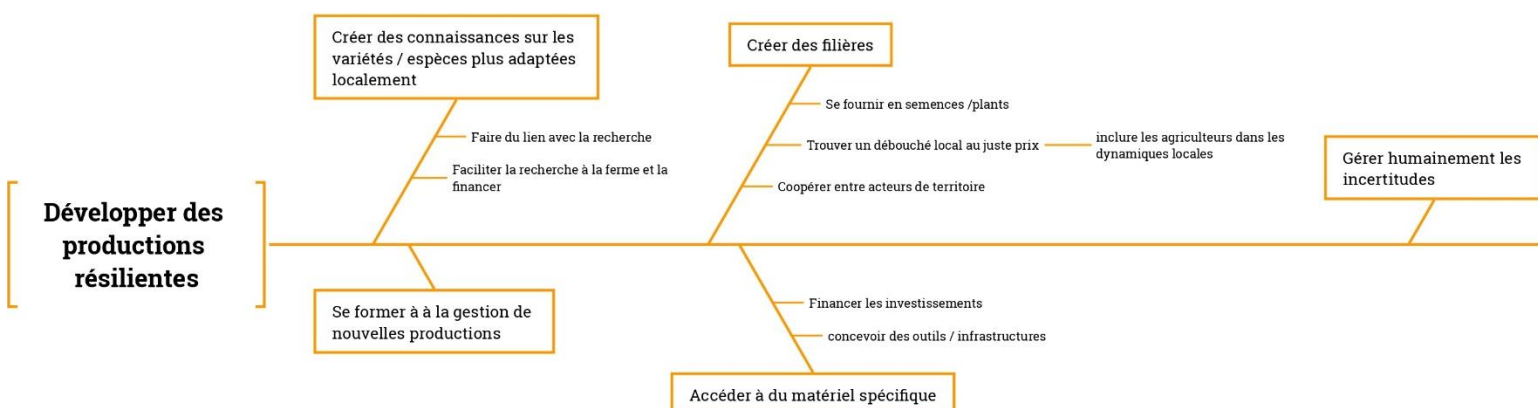 Créer des connaissances sur les
variétés / espèces plus adaptées
localement
Faire du lien avec la recherche
Faciliter la recherche à la ferme et la
financer
Créer des filières
Se fournir en semences /plants
Trouver un débouché local au juste prix
inclure les agriculteurs dans les
dynamiques locales
Coopérer entre acteurs de territoire
Gérer humainement les
incertitudes
Développer des
productions
résilientes
Se former à à la gestion de
nouvelles productions
Financer les investissements
concevoir des outils / infrastructures
Accéder à du matériel spécifique